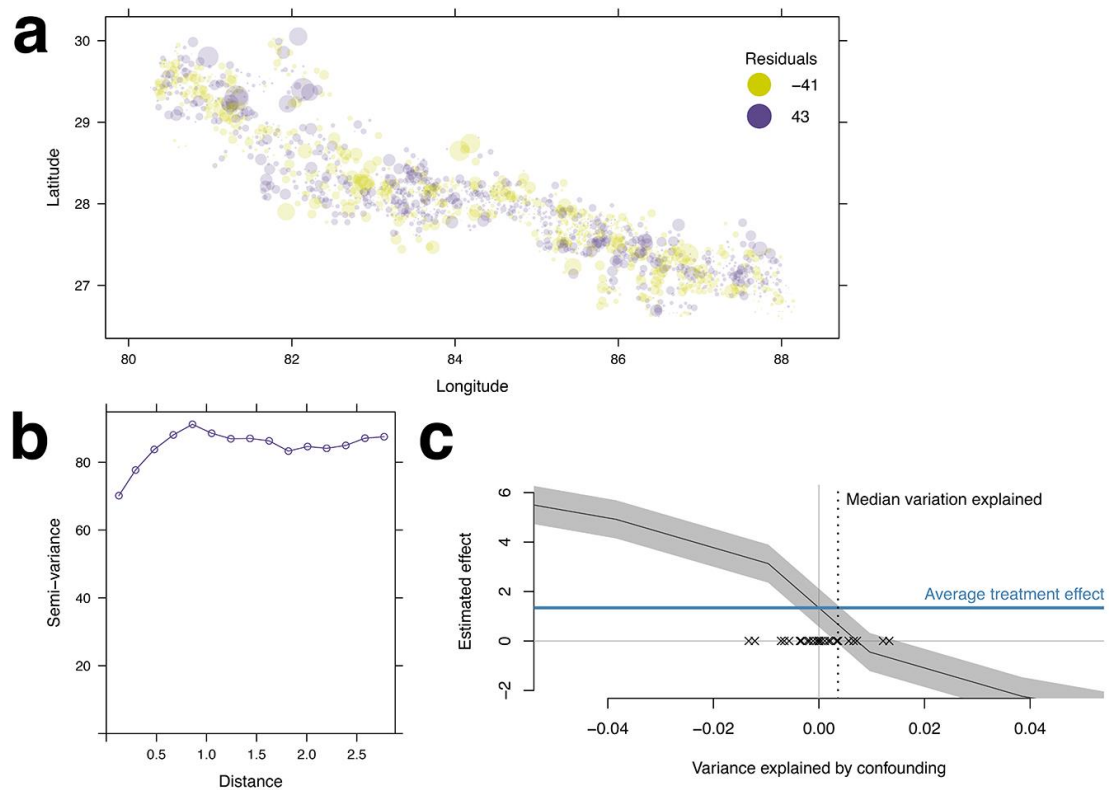 a
30
29
28
27
Latitude
Residuals
−41
43
80
82
84
86
88
Longitude
b
80
60
40
20
Semi−variance
0.5
1.0
1.5
2.0
2.5
Distance
c
6
4
2
0
−2
Estimated effect
Median variation explained
Average treatment effect
−0.04
−0.02
0.00
0.02
0.04
Variance explained by confounding